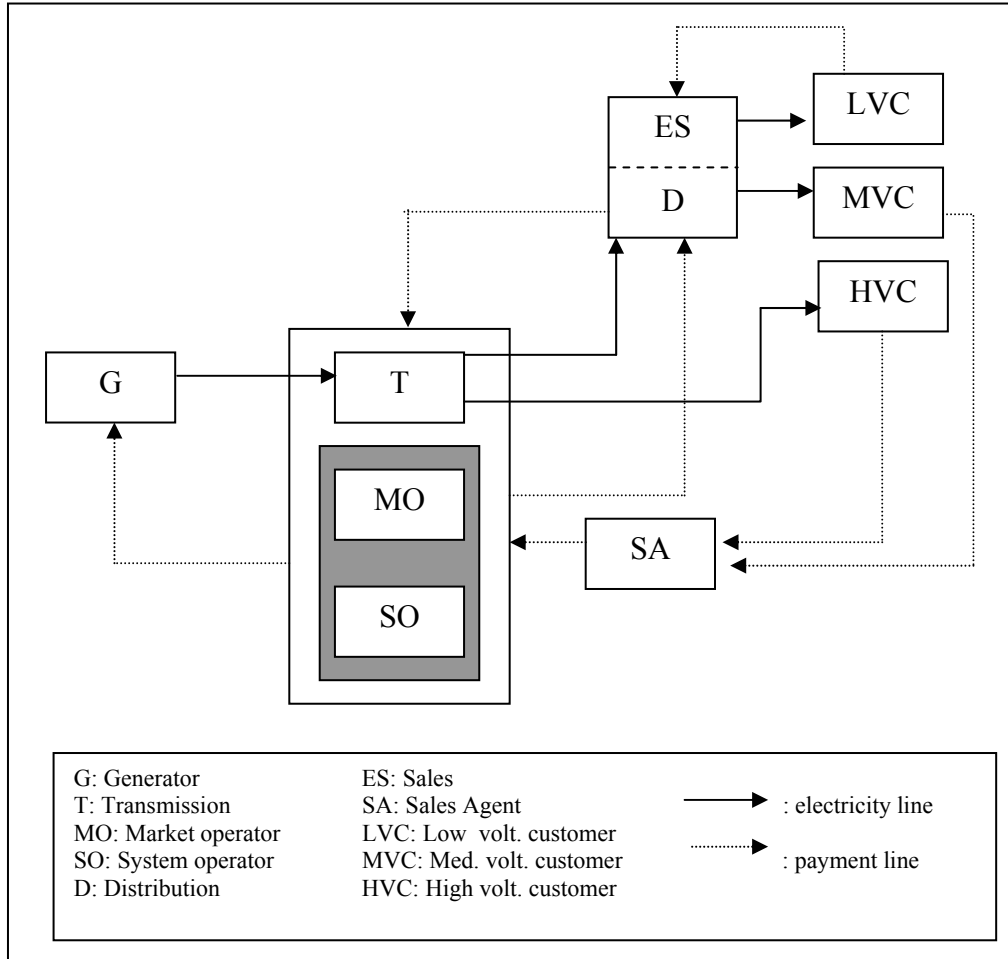 ES
LVC
D
MVC
HVC
G
T
MO
SA
SO
G: Generator
T: Transmission
MO: Market operator
SO: System operator
D: Distribution
ES: Sales
SA: Sales Agent
LVC: Low volt. customer
MVC: Med. volt. customer
HVC: High volt. customer
: electricity line
: payment line